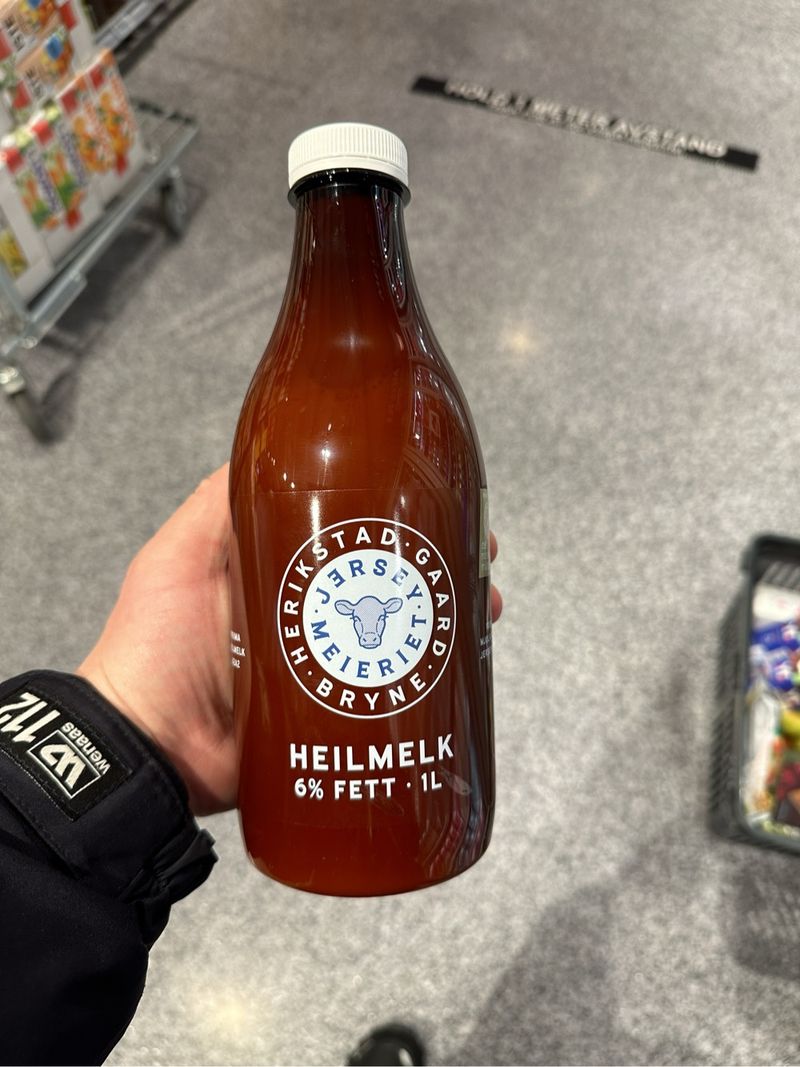 HOLD 1 METER AVSTAND
HERIKSTAD · GAARD · BRYNE ·
JERSEY · MEIERIET ·
HEILMELK
6% FETT · 1L
112
wenaas